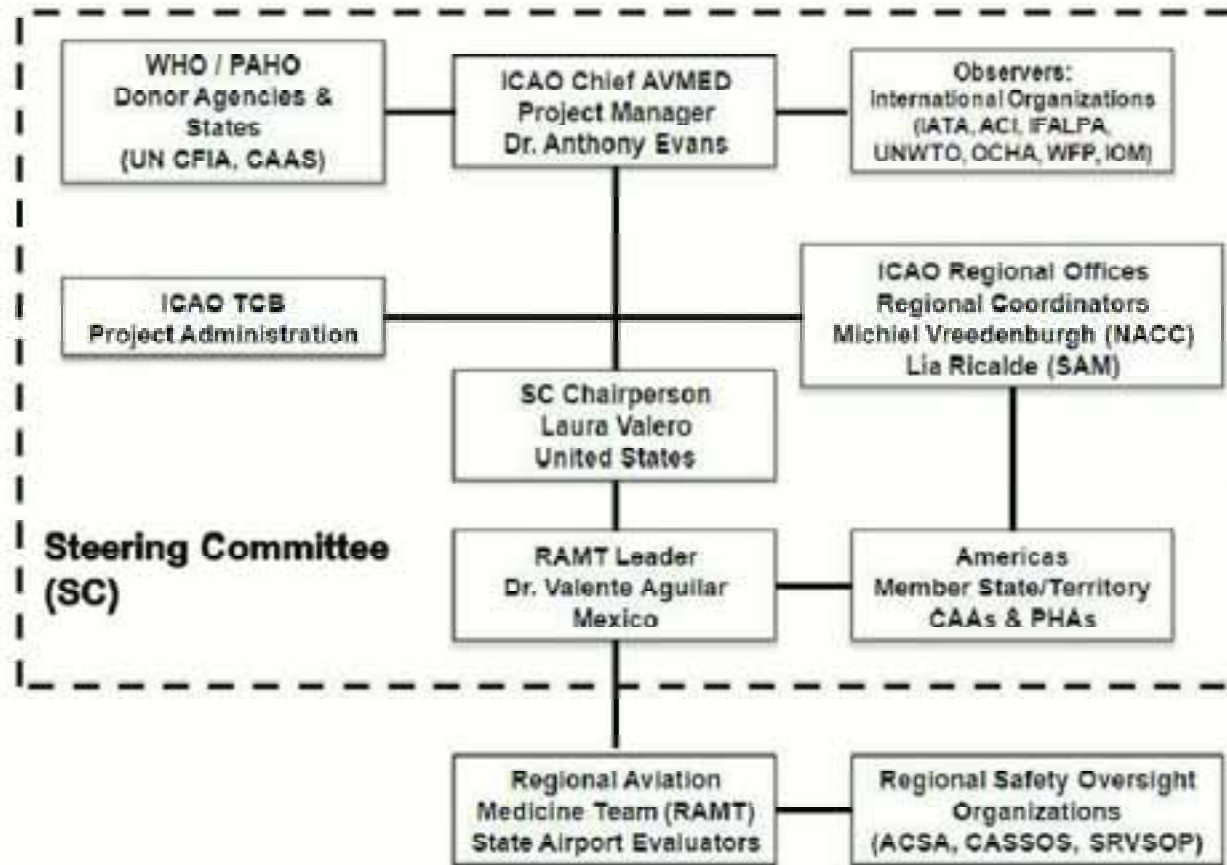 WHO / PAHO
Donor Agencies &
States
(UN CFIA, CAAS)
ICAO Chief AVMED
Project Manager
Dr. Anthony Evans
Observers:
International Organizations
(IATA, ACI, IFALPA,
UNWTO, OCHA, WFP, IOM)
ICAO TCB
Project Administration
ICAO Regional Offices
Regional Coordinators
Michiel Vreedenburgh (NACC)
Lia Ricalde (SAM)
SC Chairperson
Laura Valero
United States
Steering Committee
(SC)
RAMT Leader
Dr. Valente Aguilar
Mexico
Americas
Member State/Territory
CAAs & PHAs
Regional Aviation
Medicine Team (RAMT)
State Airport Evaluators
Regional Safety Oversight
Organizations
(ACSA, CASSOS, SRVSOP)